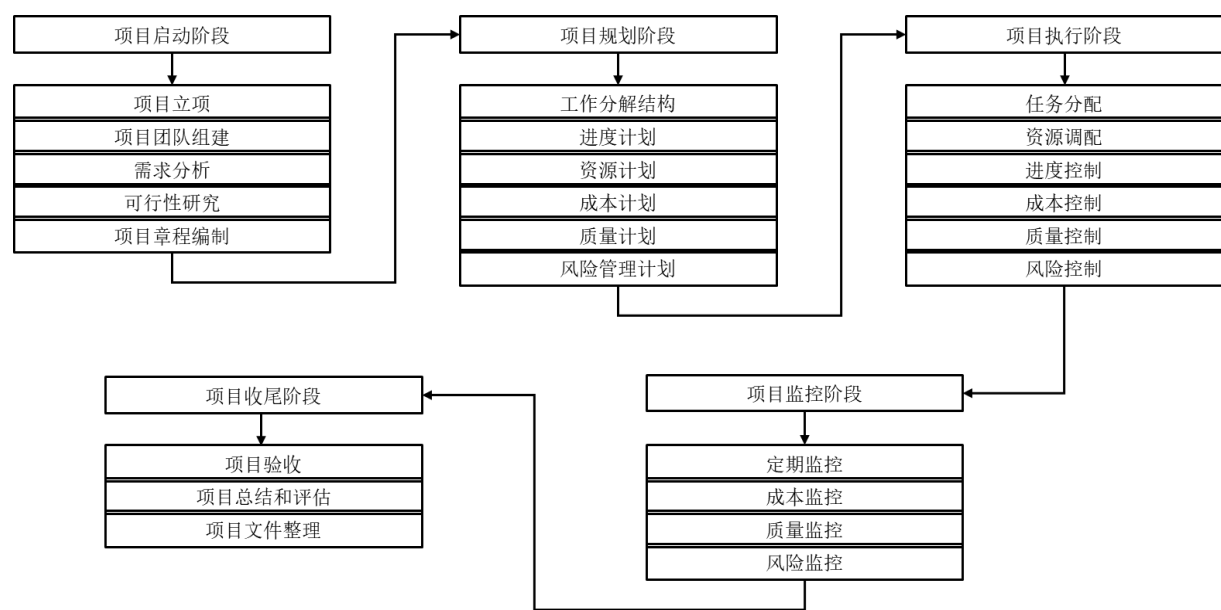 项目启动阶段
项目立项
项目团队组建
需求分析
可行性研究
项目章程编制
项目规划阶段
工作分解结构
进度计划
资源计划
成本计划
质量计划
风险管理计划
项目执行阶段
任务分配
资源调配
进度控制
成本控制
质量控制
风险控制
项目监控阶段
定期监控
成本监控
质量监控
风险监控
项目收尾阶段
项目验收
项目总结和评估
项目文件整理